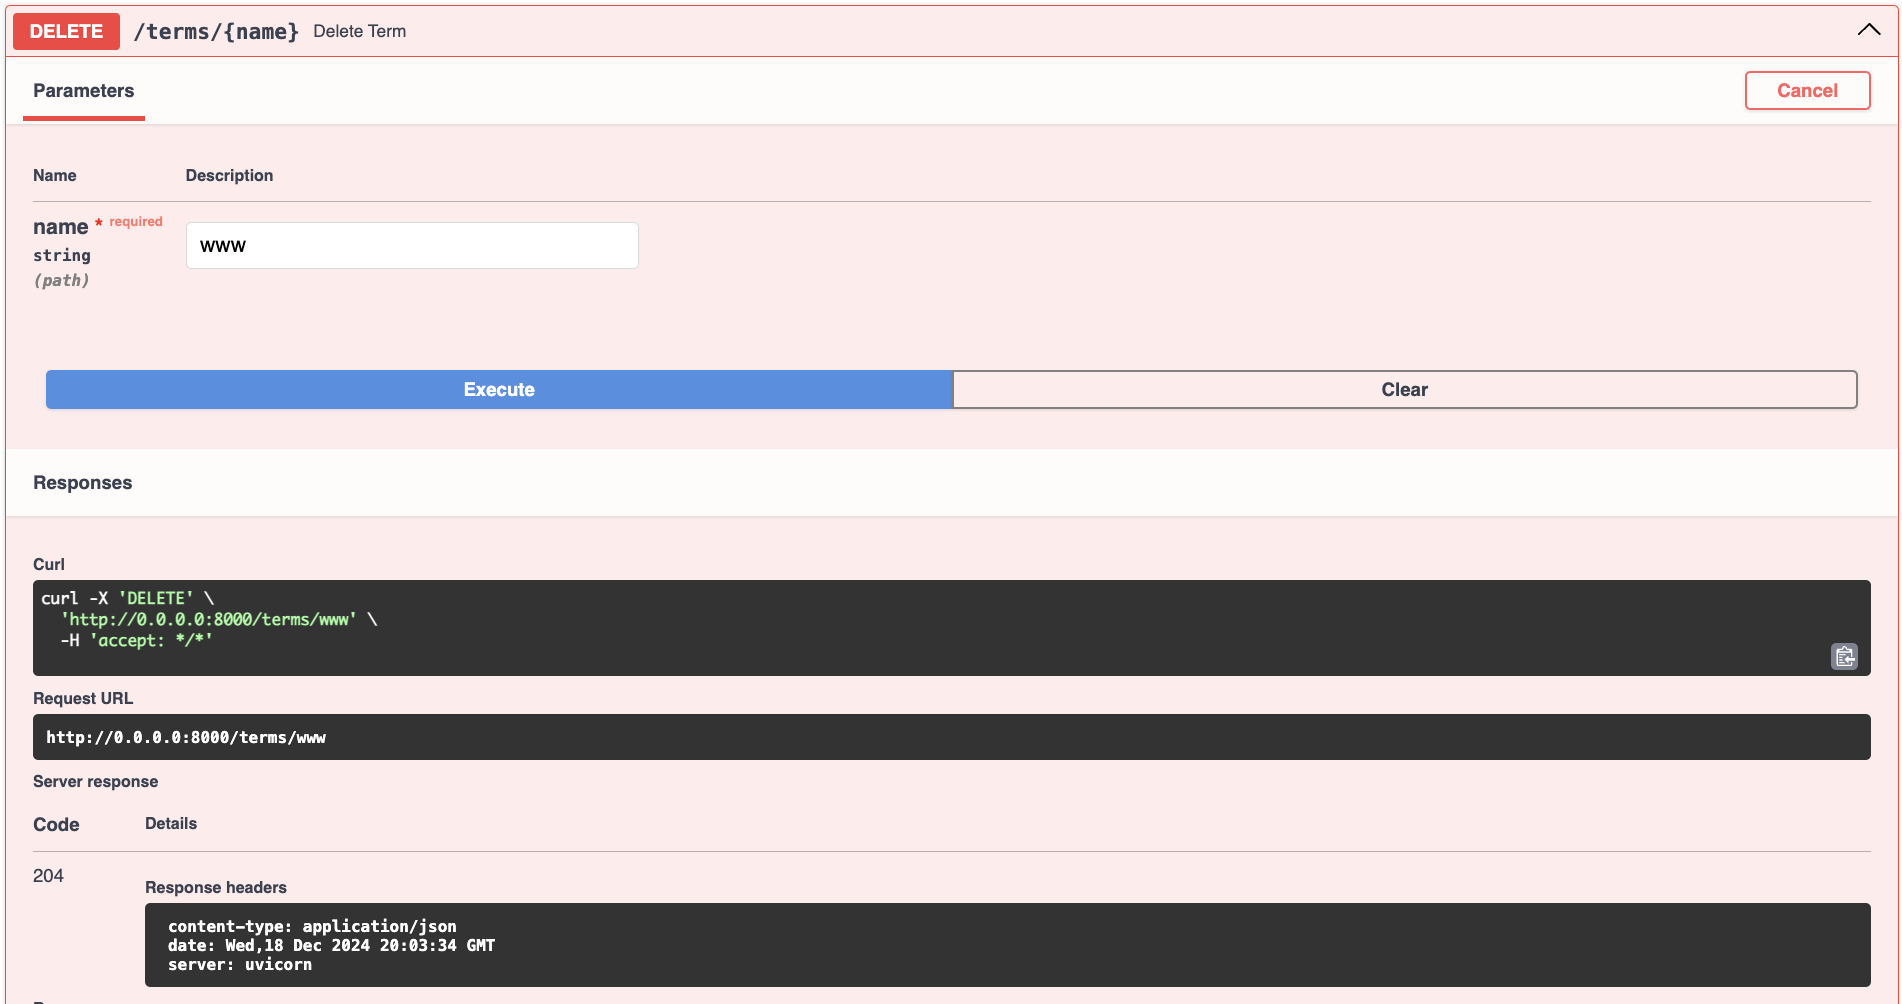 DELETE /terms/{name} Delete Term
Parameters
Cancel
Name Description
name * required
string
(path)
www
Execute Clear
Responses
Curl
curl -X 'DELETE' \
  'http://0.0.0.0:8000/terms/www' \
  -H 'accept: */*'
Request URL
http://0.0.0.0:8000/terms/www
Server response
Code Details
204
Response headers
content-type: application/json
date: Wed,18 Dec 2024 20:03:34 GMT
server: uvicorn